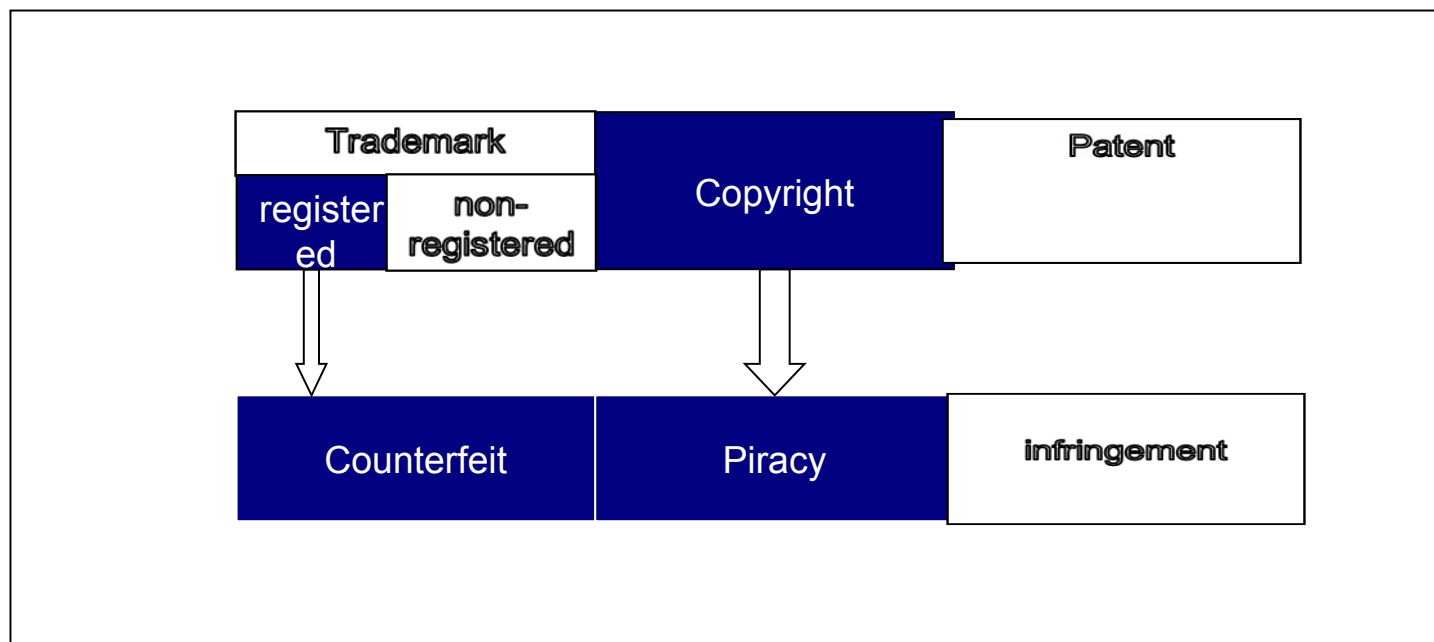 Trademark
register
ed
non-
registered
Copyright
Patent
Counterfeit
Piracy
infringement